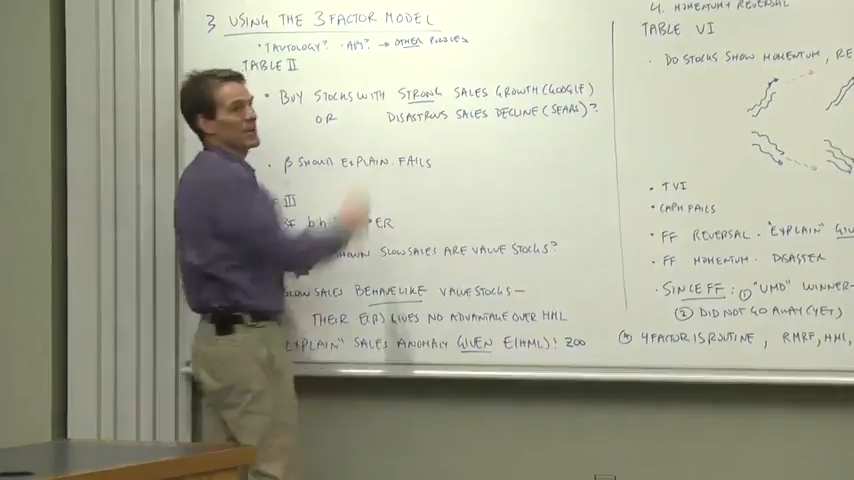 3 USING THE 3 FACTOR MODEL
• TAUTOLOGY? • APT? → OTHER PUZZLES
TABLE II
• BUY STOCKS WITH STRONG SALES GROWTH (GOOGLE)
OR DISASTROUS SALES DECLINE (SEARS)?
• β SHOULD EXPLAIN. FAILS
III
b h ER
SLOW SALES ARE VALUE STOCKS?
SLOW SALES BEHAVE LIKE VALUE STOCKS —
THEIR E(R) GIVES NO ADVANTAGE OVER HML
EXPLAIN" SALES ANOMALY GIVEN E(HML)! ZOO
4. MOMENTUM + REVERSAL
TABLE VI
• DO STOCKS SHOW MOMENTUM, RE
• TVI
• CAPM FAILS
• FF REVERSAL - "EXPLAIN" GIV
• FF MOMENTUM - DISASTER
• SINCE FF: ① "UMD" WINNER-
② DID NOT GO AWAY (YET)
4 FACTOR IS ROUTINE, RMRF, HML,